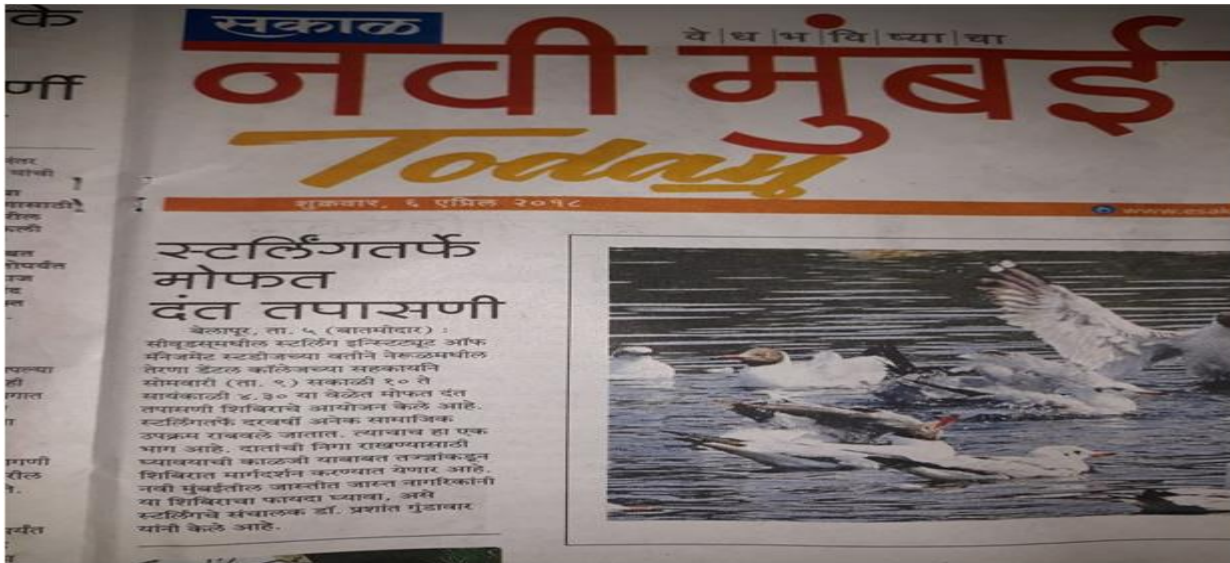 के
र्णी
सकाळ
वे|ध|भ|वि|ष्या|चा
नवी मुंबई
Today
शुक्रवार, ६ एप्रिल २०१८
स्टर्लिंगतर्फे
मोफत
दंत तपासणी
बेलापूर, ता. ५ (बातमीदार) :
सीवूडस्‌मधील स्टर्लिंग इन्स्टिट्यूट ऑफ
मॅनेजमेंट स्टडीजच्या वतीने नेरूळमधील
तेरणा डेंटल कॉलेजच्या सहकार्याने
सोमवारी (ता. ९) सकाळी १० ते
सायंकाळी ४.३० या वेळेत मोफत दंत
तपासणी शिबिराचे आयोजन केले आहे.
स्टर्लिंगतर्फे दरवर्षी अनेक सामाजिक
उपक्रम राबवले जातात. त्याचाच हा एक
भाग आहे. दातांची निगा राखण्यासाठी
घ्यावयाची काळजी याबाबत तज्ज्ञांकडून
शिबिरात मार्गदर्शन करण्यात येणार आहे.
नवी मुंबईतील जास्तीत जास्त नागरिकांनी
या शिबिराचा फायदा घ्यावा, असे
स्टर्लिंगचे संचालक डॉ. प्रशांत गुंडावार
यांनी केले आहे.